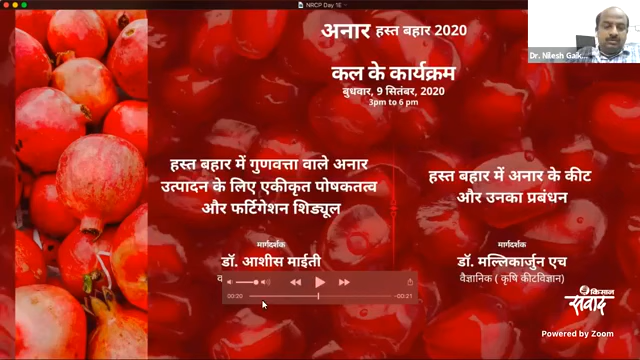 NRCP Day 1E
अनार हस्त बहार 2020
Dr. Nilesh Gaik...
कल के कार्यक्रम
बुधवार, 9 सितंबर, 2020
3pm to 6 pm
हस्त बहार में गुणवत्ता वाले अनार
उत्पादन के लिए एकीकृत पोषकतत्व
और फर्टिगेशन शिड्यूल
मार्गदर्शक
डॉ. आशीस माईती
हस्त बहार में अनार के कीट
और उनका प्रबंधन
मार्गदर्शक
डॉ. मल्लिकार्जुन एच
वैज्ञानिक ( कृषि कीटविज्ञान)
00:20
-00:21
किसान
संवाद
Powered by Zoom